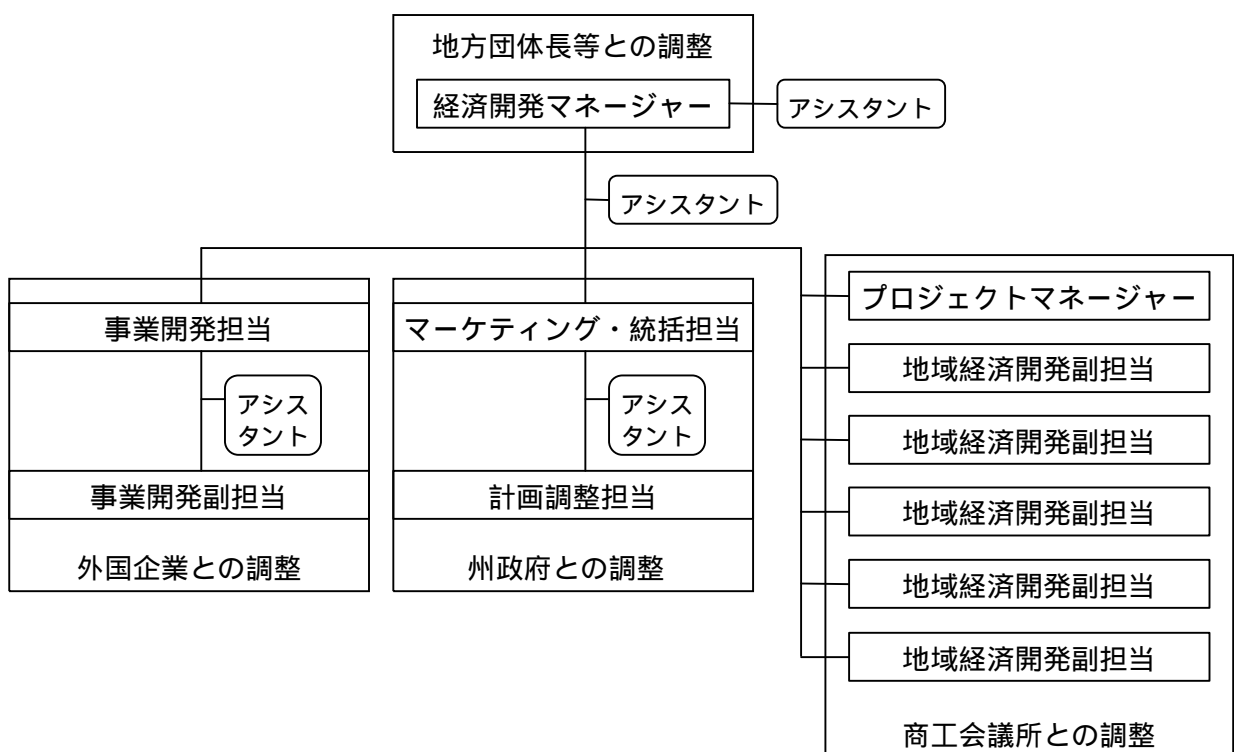 地方団体長等との調整
経済開発マネージャー
アシスタント
アシスタント
事業開発担当
アシス
タント
事業開発副担当
外国企業との調整
マーケティング・統括担当
アシス
タント
計画調整担当
州政府との調整
プロジェクトマネージャー
地域経済開発副担当
地域経済開発副担当
地域経済開発副担当
地域経済開発副担当
地域経済開発副担当
商工会議所との調整